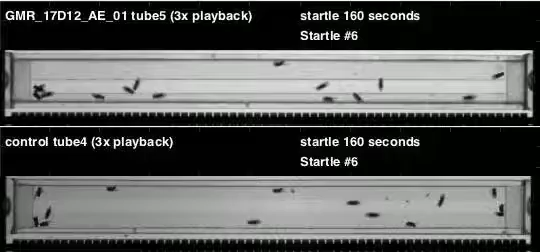 GMR_17D12_AE_01 tube5 (3x playback)
startle 160 seconds
Startle #6
control tube4 (3x playback)
startle 160 seconds
Startle #6